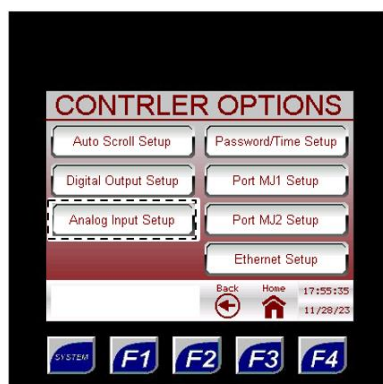 CONTRLER OPTIONS
Auto Scroll Setup
Password/Time Setup
Digital Output Setup
Port MJ1 Setup
Analog Input Setup
Port MJ2 Setup
Ethernet Setup
Back Home 17:55:35
11/28/23
SYSTEM F1 F2 F3 F4